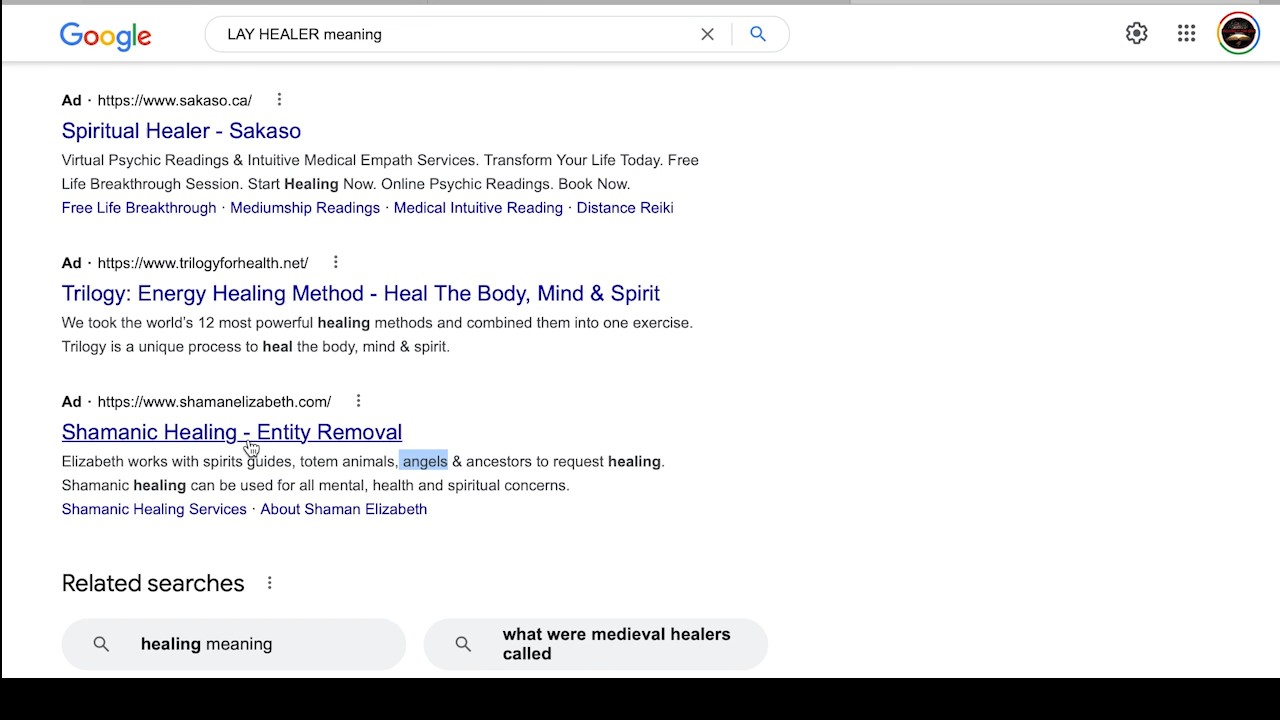 Google
LAY HEALER meaning
Ad · https://www.sakaso.ca/
Spiritual Healer - Sakaso
Virtual Psychic Readings & Intuitive Medical Empath Services. Transform Your Life Today. Free
Life Breakthrough Session. Start Healing Now. Online Psychic Readings. Book Now.
Free Life Breakthrough · Mediumship Readings · Medical Intuitive Reading · Distance Reiki
Ad · https://www.trilogyforhealth.net/
Trilogy: Energy Healing Method - Heal The Body, Mind & Spirit
We took the world's 12 most powerful healing methods and combined them into one exercise.
Trilogy is a unique process to heal the body, mind & spirit.
Ad · https://www.shamanelizabeth.com/
Shamanic Healing - Entity Removal
Elizabeth works with spirits guides, totem animals, angels & ancestors to request healing.
Shamanic healing can be used for all mental, health and spiritual concerns.
Shamanic Healing Services · About Shaman Elizabeth
Related searches
healing meaning
what were medieval healers
called